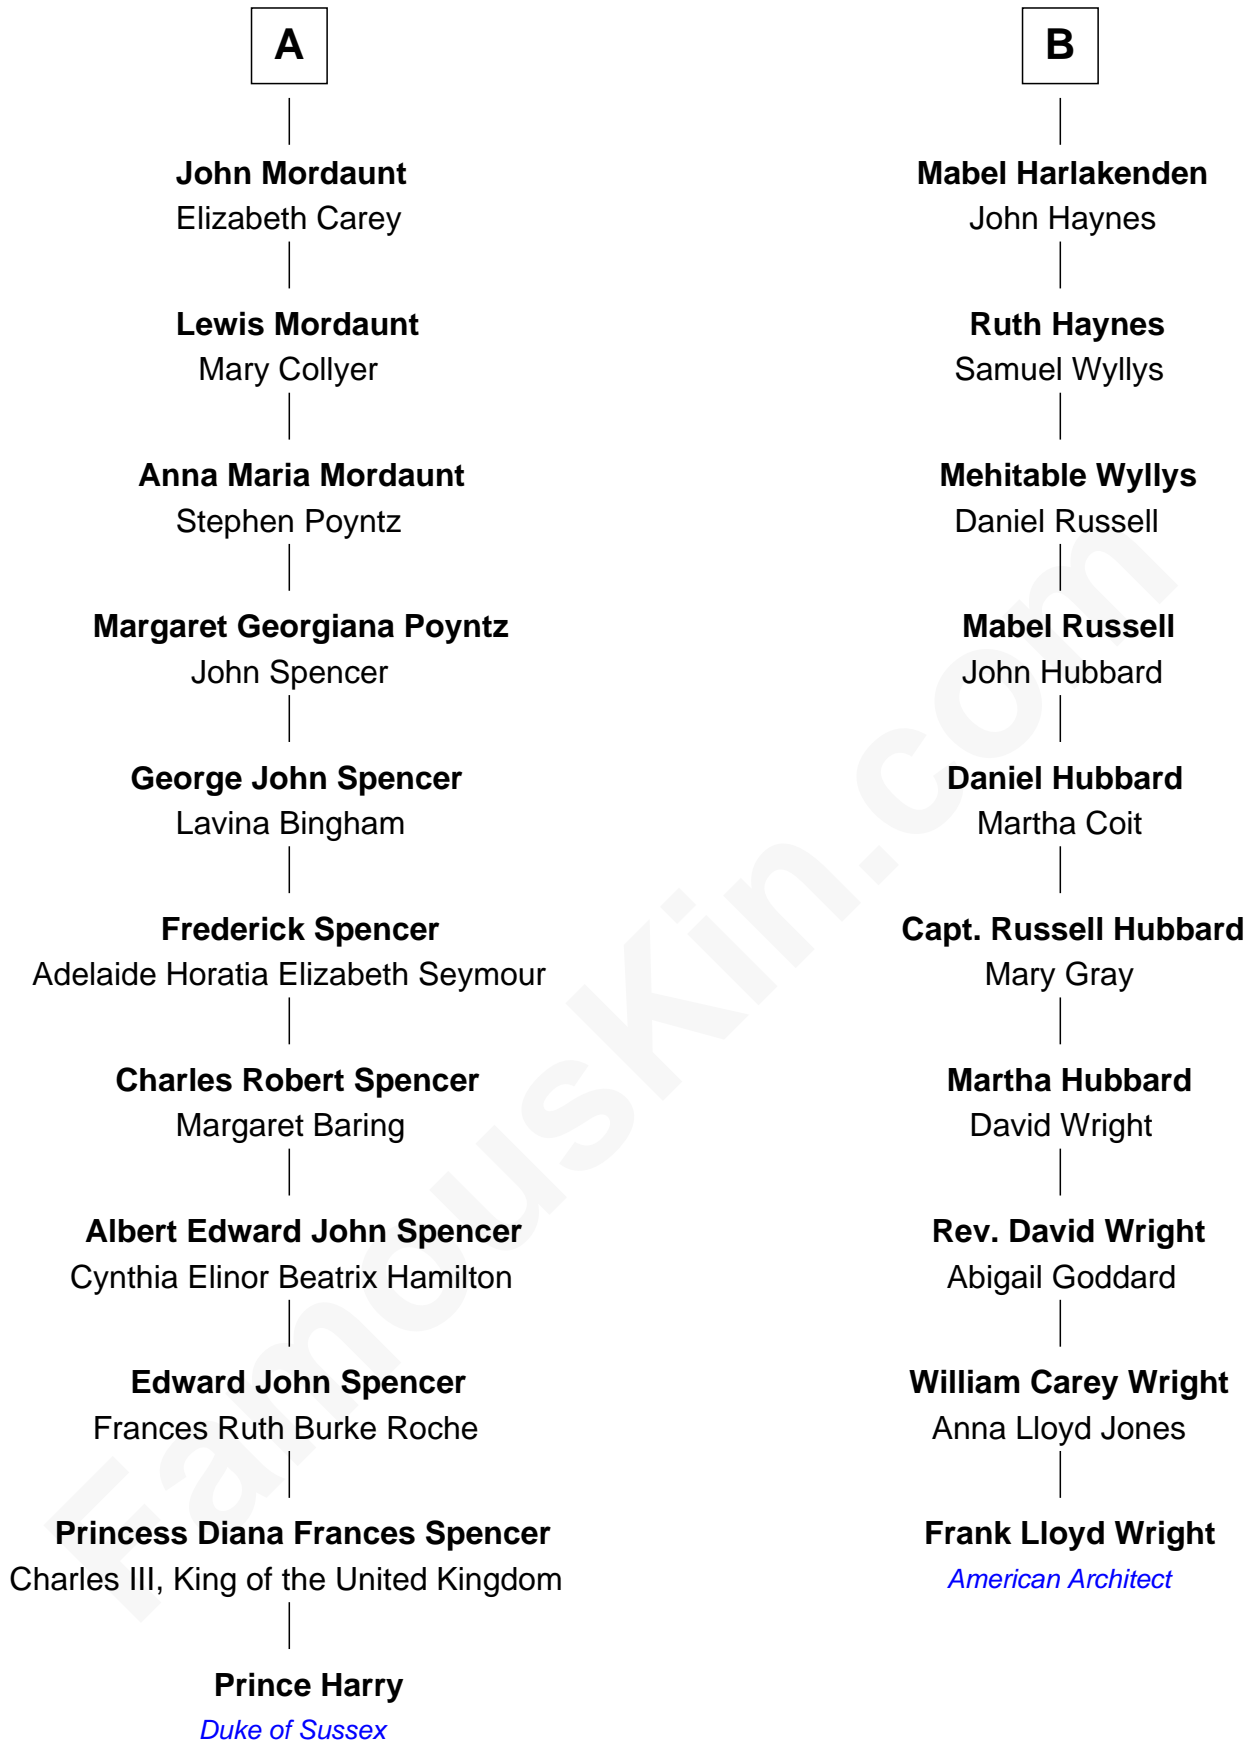 A
John Mordaunt
Elizabeth Carey
Lewis Mordaunt
Mary Collyer
Anna Maria Mordaunt
Stephen Poyntz
Margaret Georgiana Poyntz
John Spencer
George John Spencer
Lavina Bingham
Frederick Spencer
Adelaide Horatia Elizabeth Seymour
Charles Robert Spencer
Margaret Baring
Albert Edward John Spencer
Cynthia Elinor Beatrix Hamilton
Edward John Spencer
Frances Ruth Burke Roche
Princess Diana Frances Spencer
Charles III, King of the United Kingdom
Prince Harry
Duke of Sussex
B
Mabel Harlakenden
John Haynes
Ruth Haynes
Samuel Wyllys
Mehitable Wyllys
Daniel Russell
Mabel Russell
John Hubbard
Daniel Hubbard
Martha Coit
Capt. Russell Hubbard
Mary Gray
Martha Hubbard
David Wright
Rev. David Wright
Abigail Goddard
William Carey Wright
Anna Lloyd Jones
Frank Lloyd Wright
American Architect
FamousKin.com